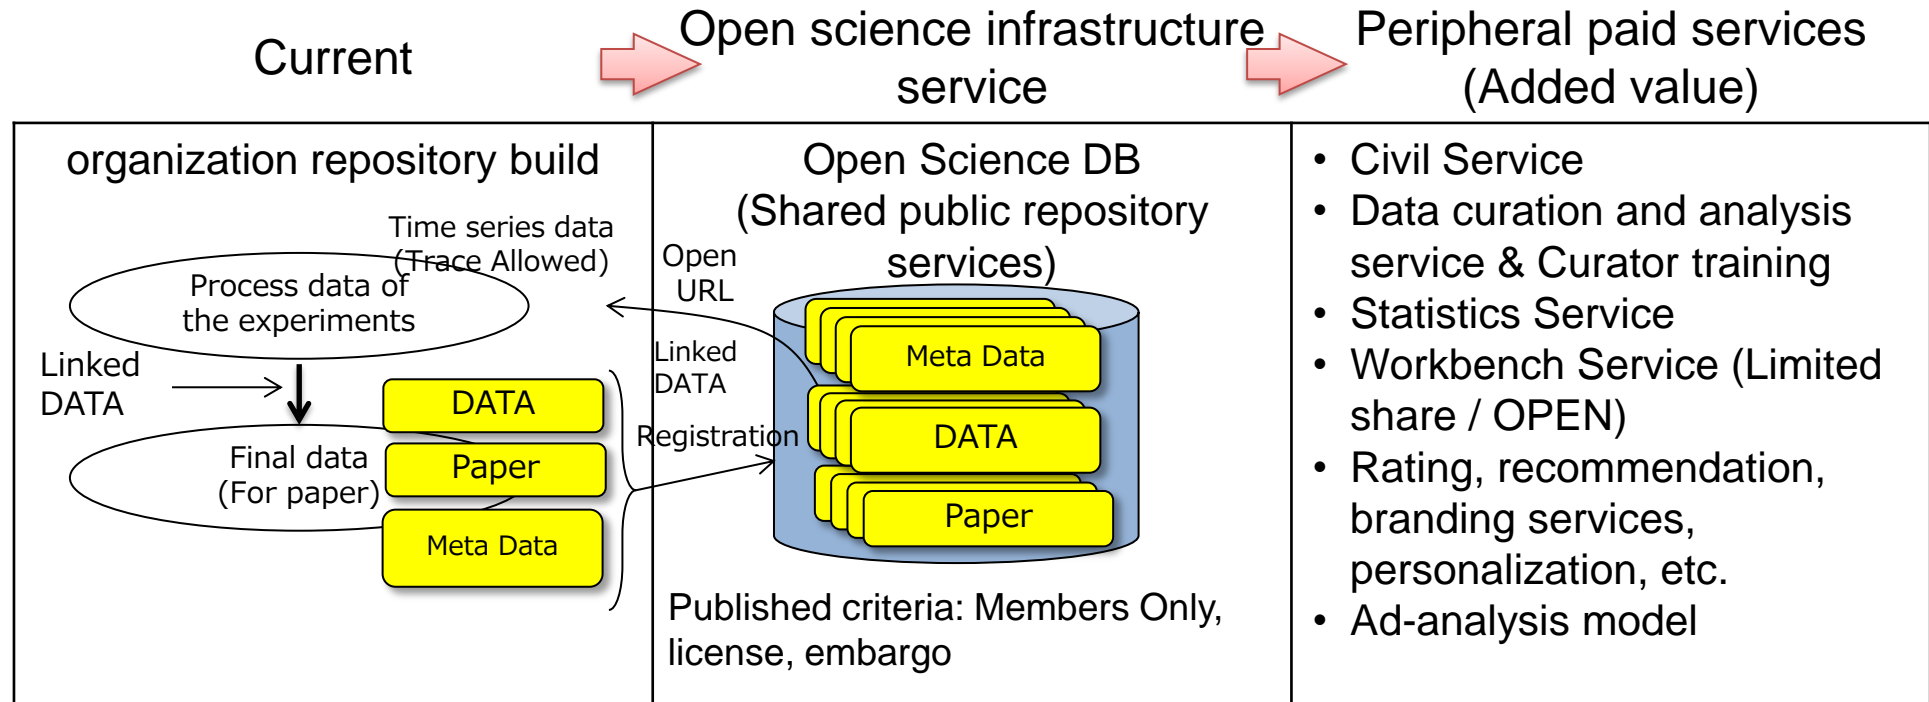 Current
Open science infrastructure
service
Peripheral paid services
(Added value)
organization repository build
Time series data
(Trace Allowed)
Process data of
the experiments
Linked
DATA
Final data
(For paper)
DATA
Paper
Meta Data
Open
URL
Linked
DATA
Registration
Open Science DB
(Shared public repository
services)
Meta Data
DATA
Paper
Published criteria: Members Only,
license, embargo
• Civil Service
• Data curation and analysis
service & Curator training
• Statistics Service
• Workbench Service (Limited
share / OPEN)
• Rating, recommendation,
branding services,
personalization, etc.
• Ad-analysis model